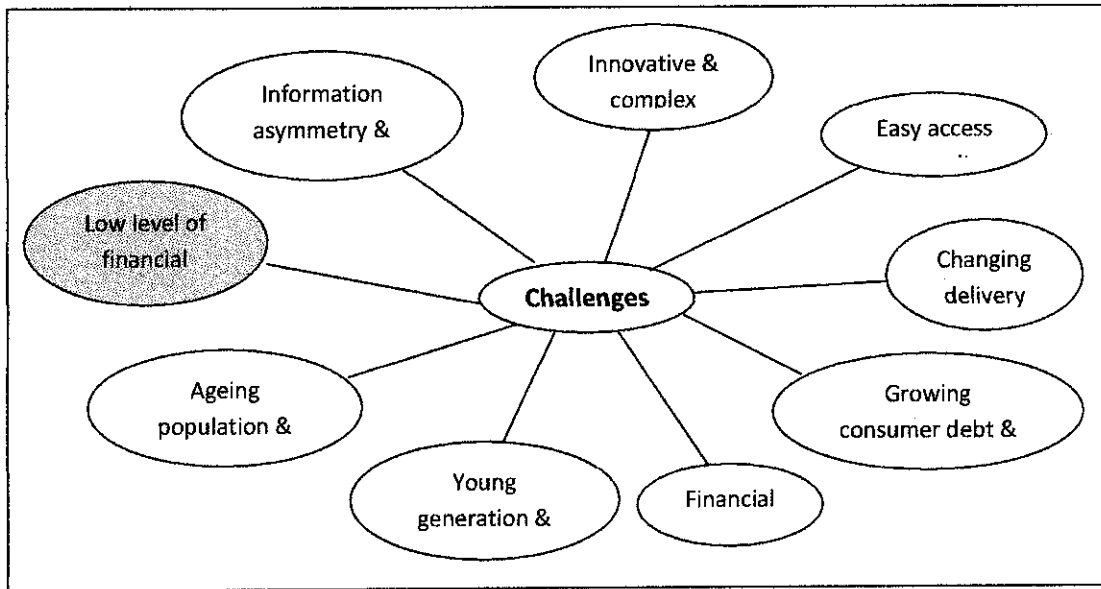 Innovative &
complex
Information
asymmetry &
Easy access
Low level of
financial
Changing
delivery
Challenges
Ageing
population &
Growing
consumer debt &
Young
generation &
Financial